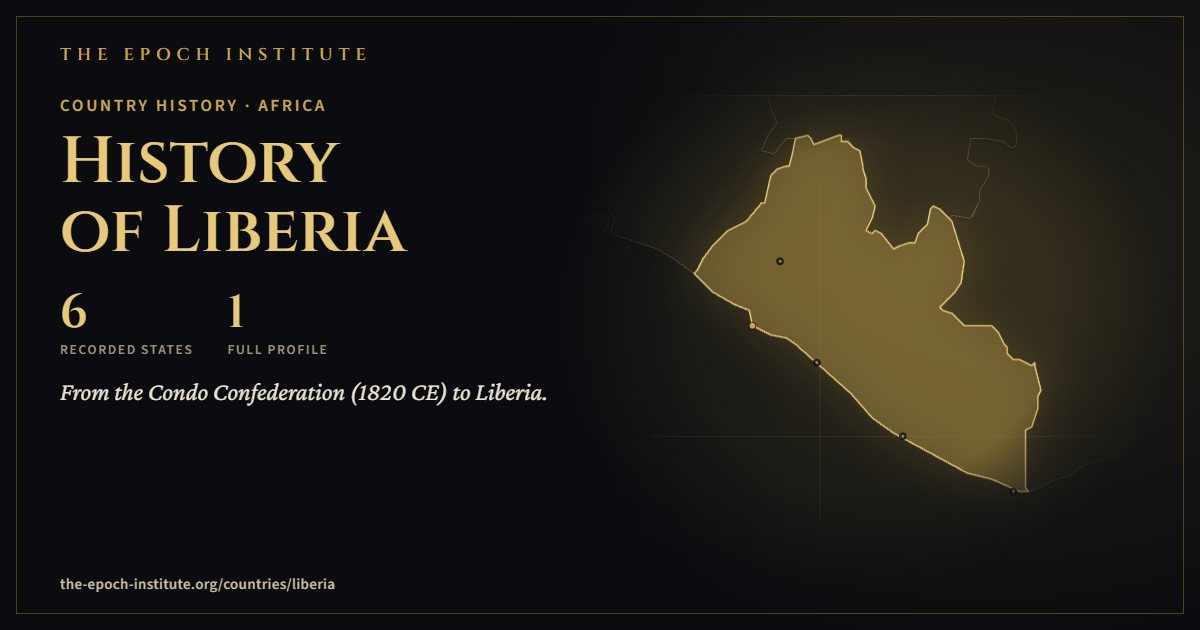 THE EPOCH INSTITUTE
COUNTRY HISTORY · AFRICA
HISTORY
OF LIBERIA
6 1
RECORDED STATES FULL PROFILE
From the Condo Confederation (1820 CE) to Liberia.
the-epoch-institute.org/countries/liberia